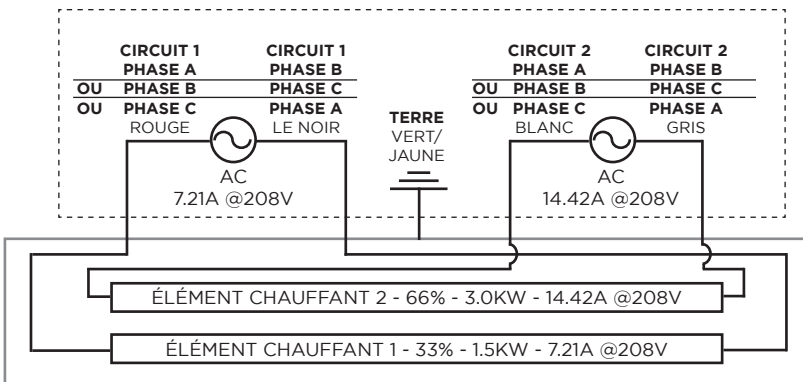 CIRCUIT 1
PHASE A
OU PHASE B
OU PHASE C
ROUGE
CIRCUIT 1
PHASE B
PHASE C
PHASE A
LE NOIR
AC
7.21A @208V
TERRE
VERT/
JAUNE
CIRCUIT 2
PHASE A
OU PHASE B
OU PHASE C
BLANC
CIRCUIT 2
PHASE B
PHASE C
PHASE A
GRIS
AC
14.42A @208V
ÉLÉMENT CHAUFFANT 2 - 66% - 3.0KW - 14.42A @208V
ÉLÉMENT CHAUFFANT 1 - 33% - 1.5KW - 7.21A @208V